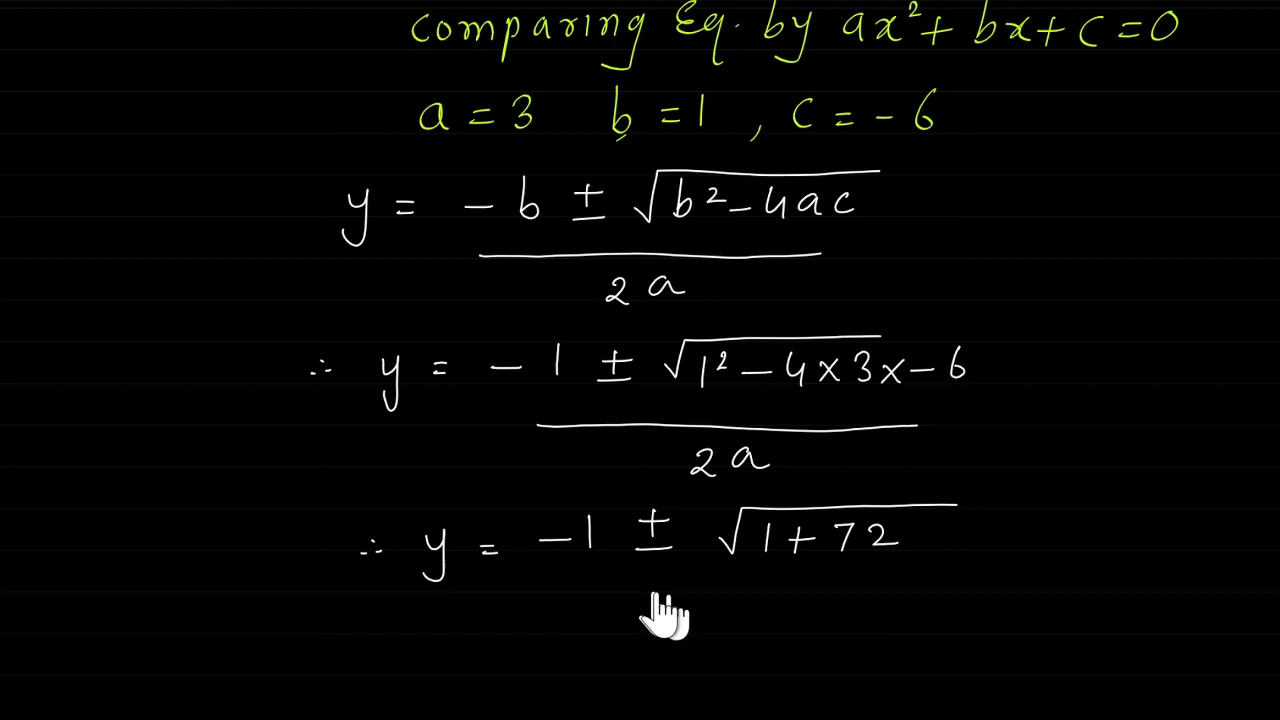 comparing Eq. by ax²+ bx+c=0
a=3 b=1 , c=-6
y= -b ± √b²-4ac
2a
∴ y = -1 ± √1²-4×3×-6
2a
∴ y = -1 ± √1+72